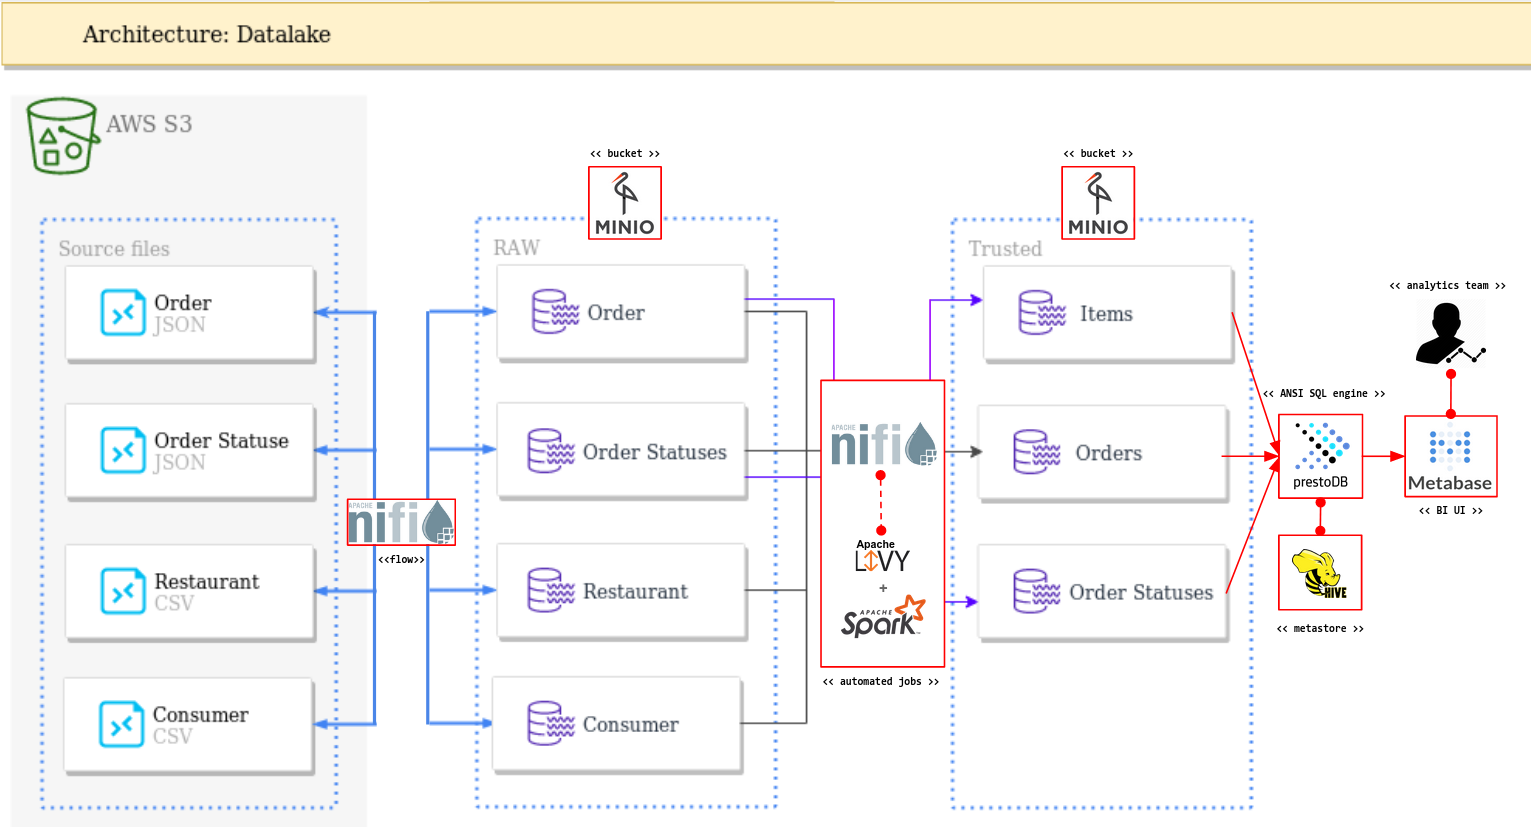 Architecture: Datalake
AWS S3
Source files
Order
JSON
Order Statuse
JSON
Restaurant
CSV
Consumer
CSV
APACHE
nifi
<<flow>>
<< bucket >>
MINIO
RAW
Order
Order Statuses
Restaurant
Consumer
APACHE
nifi
Apache
LIVY
+
APACHE
Spark
<< automated jobs >>
<< bucket >>
MINIO
Trusted
Items
Orders
Order Statuses
<< ANSI SQL engine >>
prestoDB
HIVE
<< metastore >>
<< analytics team >>
Metabase
<< BI UI >>